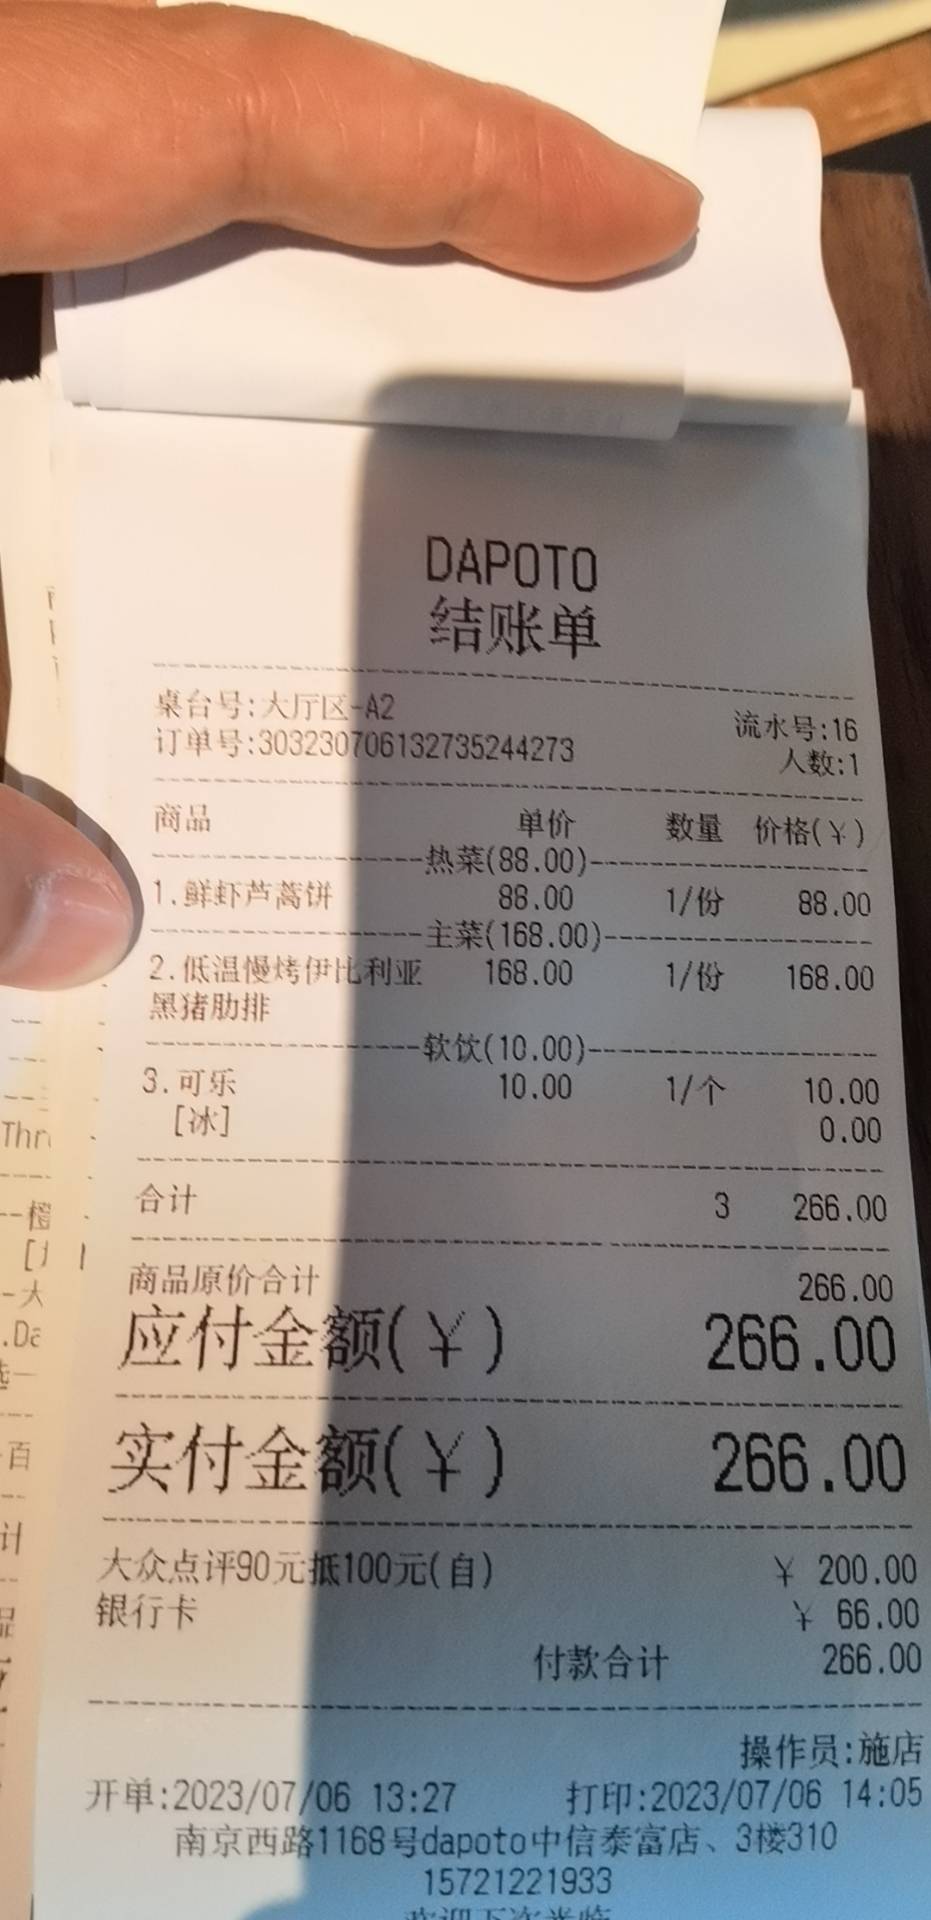 DAPOTO
结账单
桌台号:大厅区-A2
流水号:16
订单号:303230706132735244273
人数:1
商品 单价 数量 价格(¥)
热菜(88.00)
1.鲜虾芦蒿饼 88.00 1/份 88.00
主菜(168.00)
2.低温慢烤伊比利亚 168.00 1/份 168.00
黑猪肋排
软饮(10.00)
3.可乐 10.00 1/个 10.00
[冰] 0.00
合计 3 266.00
商品原价合计 266.00
应付金额(¥) 266.00
实付金额(¥) 266.00
大众点评90元抵100元(自) ¥ 200.00
银行卡 ¥ 66.00
付款合计 266.00
操作员:施店
开单:2023/07/06 13:27 打印:2023/07/06 14:05
南京西路1168号dapoto中信泰富店、3楼310
15721221933